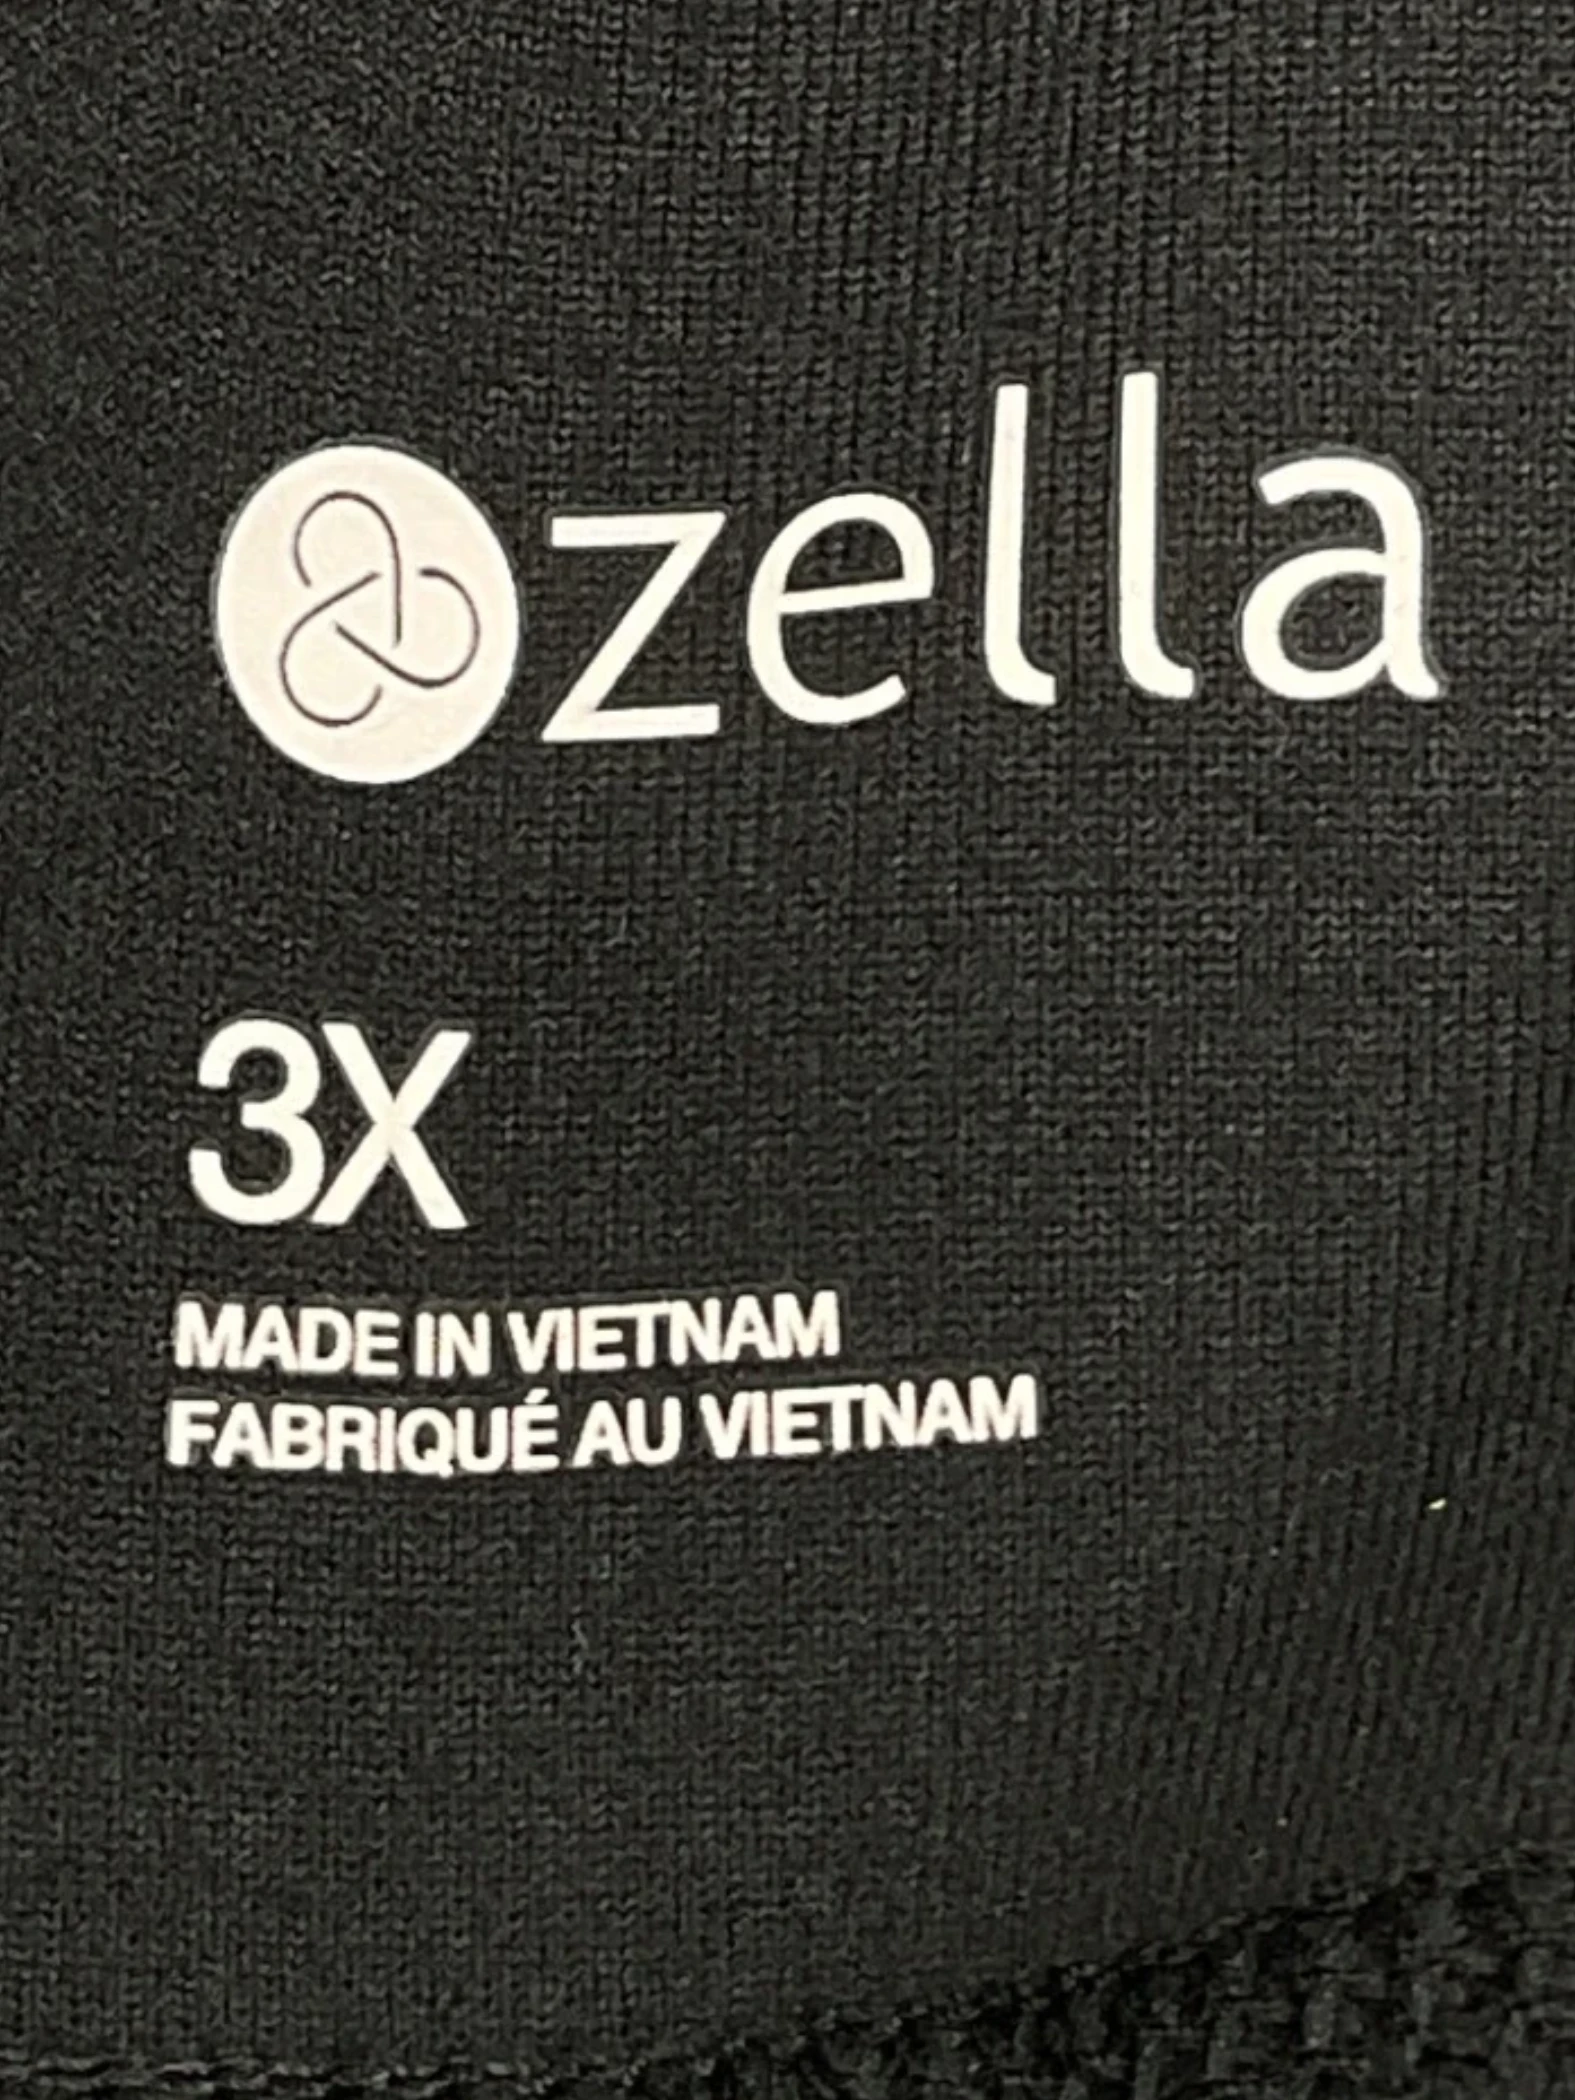 zella
3X
MADE IN VIETNAM
FABRIQUÉ AU VIETNAM